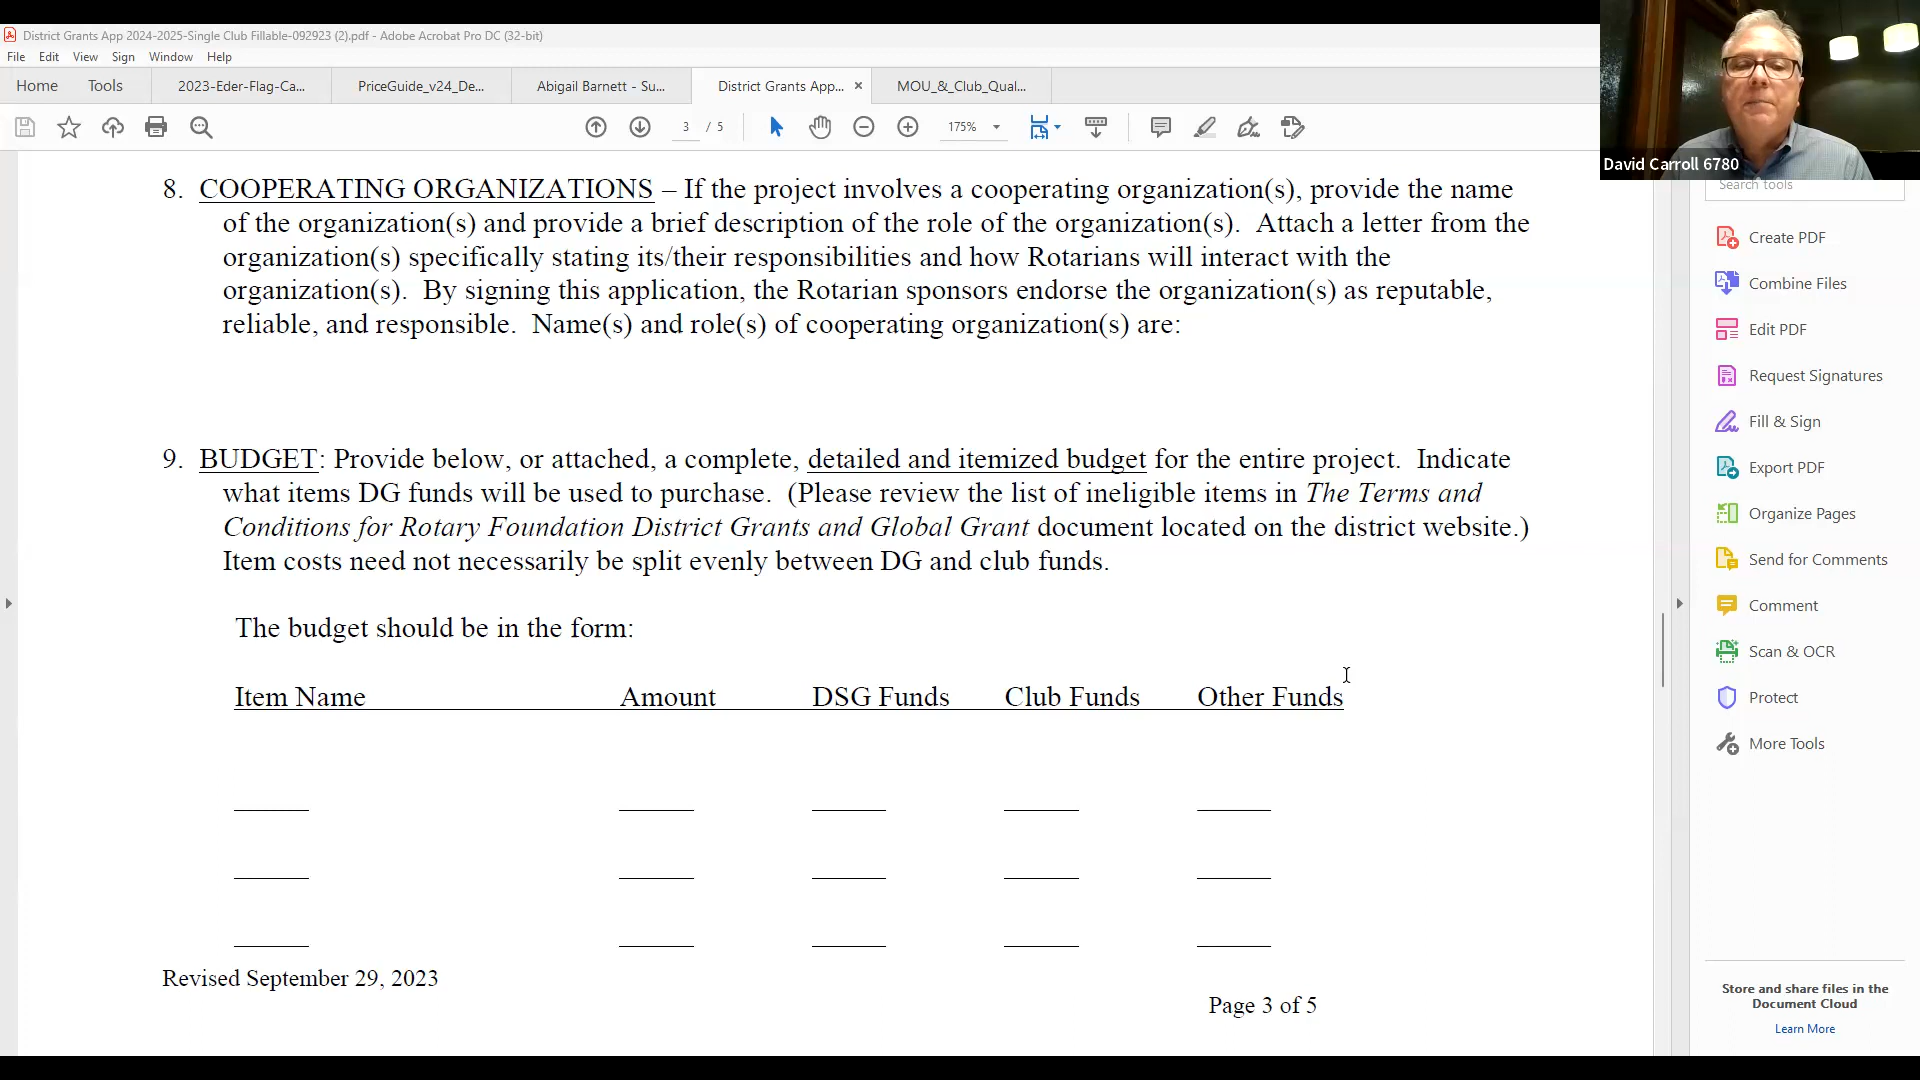 District Grants App 2024-2025-Single Club Fillable-092923 (2).pdf - Adobe Acrobat Pro DC (32-bit)
File Edit View Sign Window Help
Home Tools 2023-Eder-Flag-Ca... PriceGuide_v24_De... Abigail Barnett - Su... District Grants App... × MOU_&_Club_Qual...
3 / 5 175%
David Carroll 6780
8. COOPERATING ORGANIZATIONS – If the project involves a cooperating organization(s), provide the name
of the organization(s) and provide a brief description of the role of the organization(s). Attach a letter from the
organization(s) specifically stating its/their responsibilities and how Rotarians will interact with the
organization(s). By signing this application, the Rotarian sponsors endorse the organization(s) as reputable,
reliable, and responsible. Name(s) and role(s) of cooperating organization(s) are:
9. BUDGET: Provide below, or attached, a complete, detailed and itemized budget for the entire project. Indicate
what items DG funds will be used to purchase. (Please review the list of ineligible items in The Terms and
Conditions for Rotary Foundation District Grants and Global Grant document located on the district website.)
Item costs need not necessarily be split evenly between DG and club funds.
The budget should be in the form:
Item Name Amount DSG Funds Club Funds Other Funds
Revised September 29, 2023
Page 3 of 5
Search tools
Create PDF
Combine Files
Edit PDF
Request Signatures
Fill & Sign
Export PDF
Organize Pages
Send for Comments
Comment
Scan & OCR
Protect
More Tools
Store and share files in the
Document Cloud
Learn More